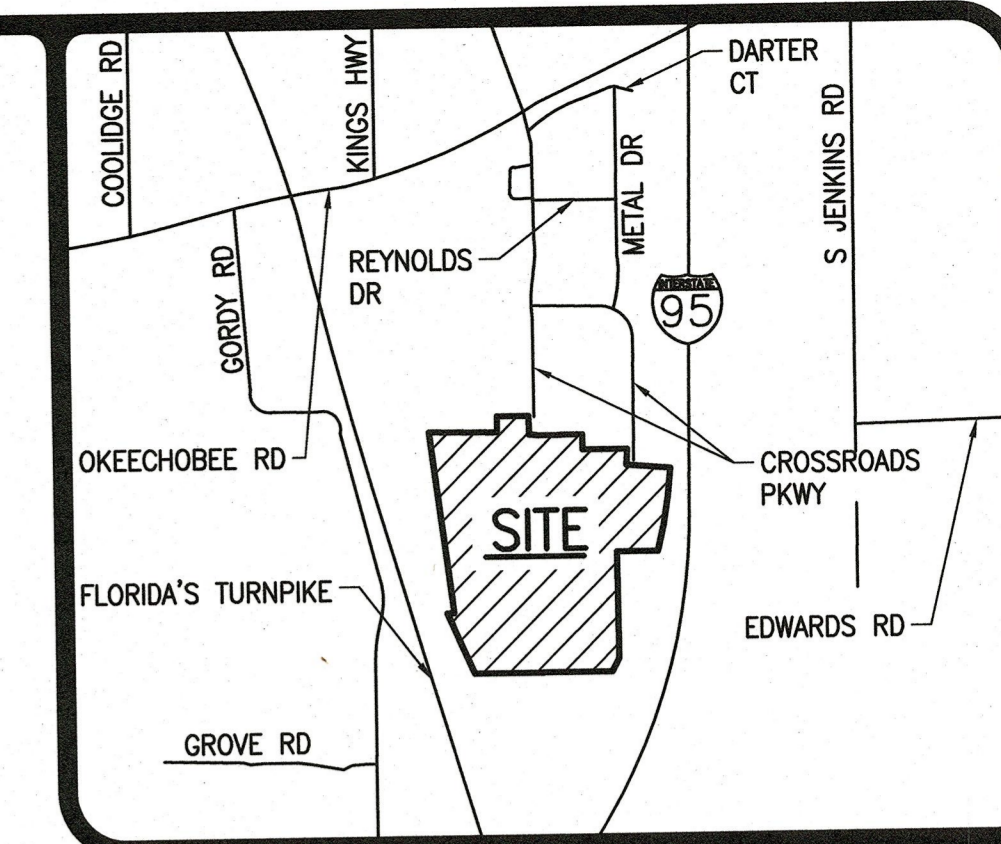 COOLIDGE RD
KINGS HWY
DARTER
CT
METAL DR
S JENKINS RD
REYNOLDS
DR
GORDY RD
INTERSTATE
95
OKEECHOBEE RD
CROSSROADS
PKWY
SITE
FLORIDA'S TURNPIKE
EDWARDS RD
GROVE RD